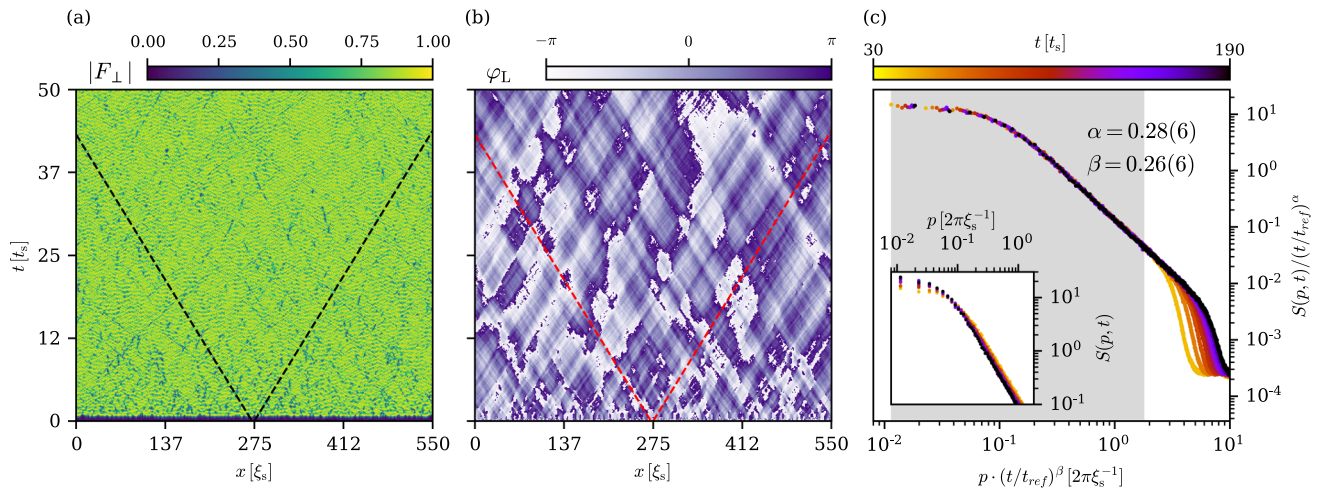 (a)
0.00 0.25 0.50 0.75 1.00
|F⊥|
50
37
25
12
0
t [tₛ]
0 137 275 412 550
x [ξₛ]
(b)
−π 0 π
φ_L
0 137 275 412 550
x [ξₛ]
(c)
t [tₛ]
30 190
α = 0.28(6)
β = 0.26(6)
10¹
10⁰
10⁻¹
10⁻²
10⁻³
10⁻⁴
S(p, t)/(t/t_ref)^α
p [2πξₛ⁻¹]
10⁻² 10⁻¹ 10⁰
10¹
10⁰
10⁻¹
S(p, t)
10⁻² 10⁻¹ 10⁰ 10¹
p · (t/t_ref)^β [2πξₛ⁻¹]